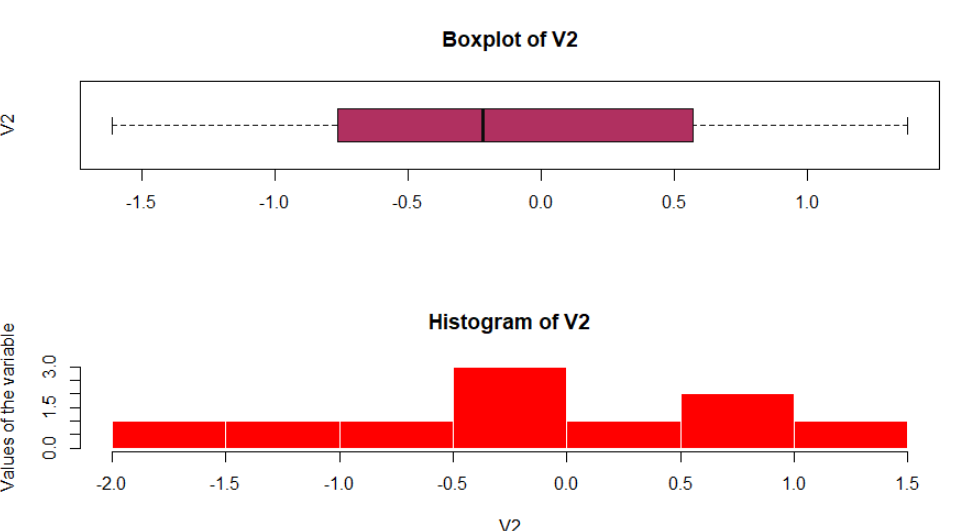 Boxplot of V2
V2
-1.5 -1.0 -0.5 0.0 0.5 1.0
Histogram of V2
Values of the variable
3.0
1.5
0.0
-2.0 -1.5 -1.0 -0.5 0.0 0.5 1.0 1.5
V2